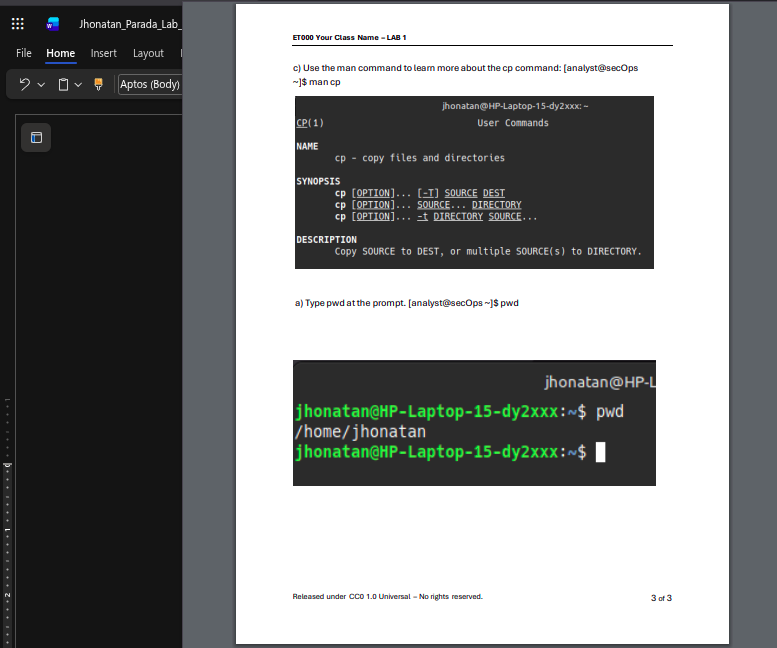 Jhonatan_Parada_Lab_
File Home Insert Layout
Aptos (Body)
ET000 Your Class Name – LAB 1
c) Use the man command to learn more about the cp command: [analyst@secOps
~]$ man cp
jhonatan@HP-Laptop-15-dy2xxx: ~
CP(1) User Commands
NAME
cp - copy files and directories
SYNOPSIS
cp [OPTION]... [-T] SOURCE DEST
cp [OPTION]... SOURCE... DIRECTORY
cp [OPTION]... -t DIRECTORY SOURCE...
DESCRIPTION
Copy SOURCE to DEST, or multiple SOURCE(s) to DIRECTORY.
a) Type pwd at the prompt. [analyst@secOps ~]$ pwd
jhonatan@HP-L
jhonatan@HP-Laptop-15-dy2xxx:~$ pwd
/home/jhonatan
jhonatan@HP-Laptop-15-dy2xxx:~$
Released under CC0 1.0 Universal – No rights reserved. 3 of 3